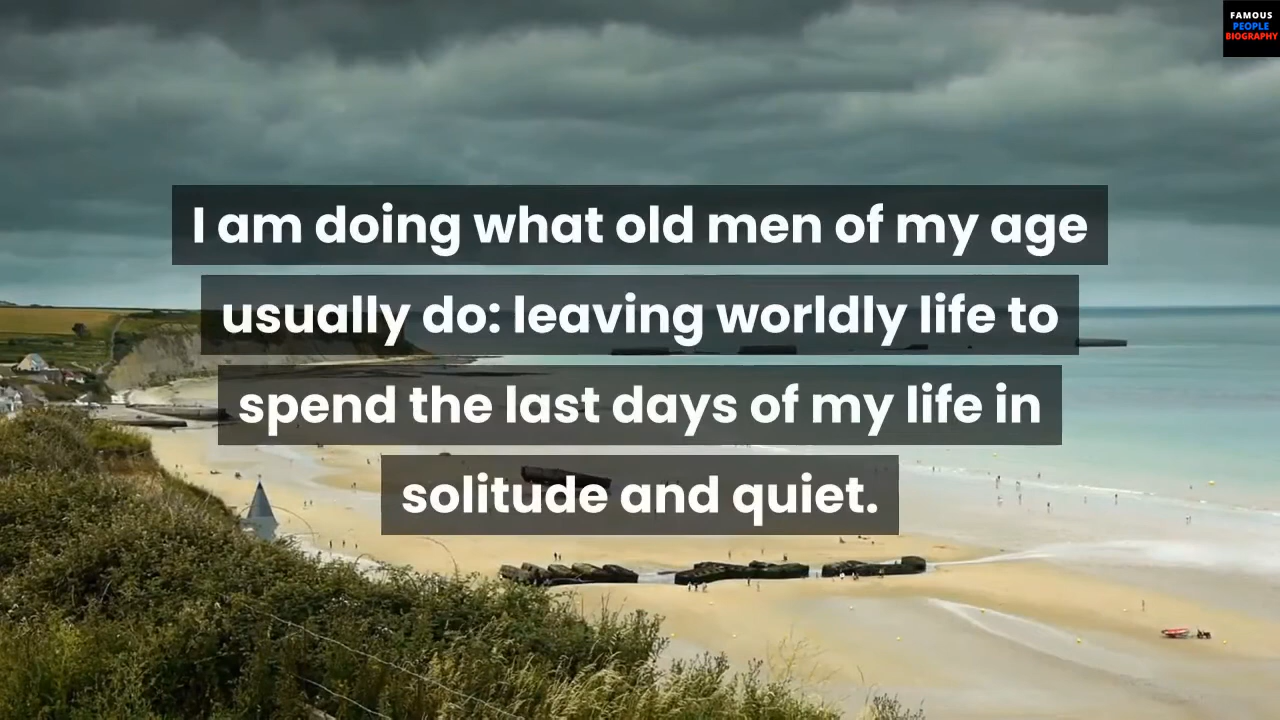 FAMOUS
PEOPLE
BIOGRAPHY
I am doing what old men of my age
usually do: leaving worldly life to
spend the last days of my life in
solitude and quiet.